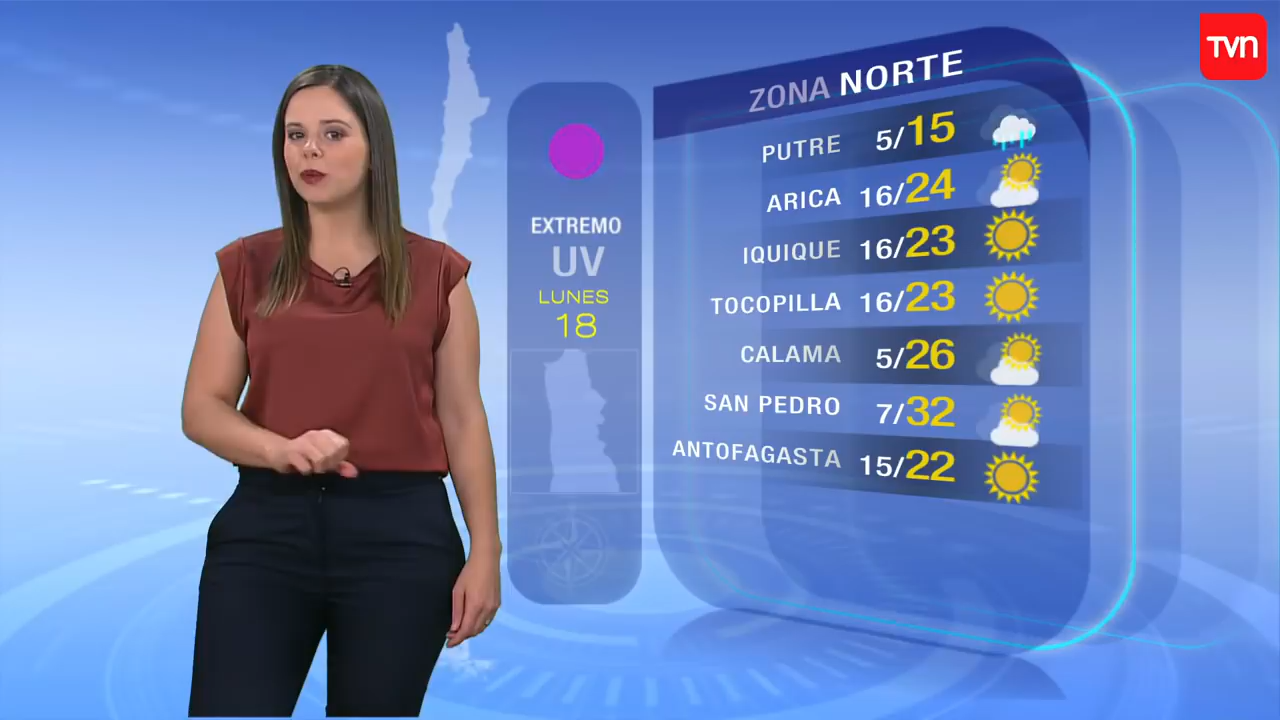 TVN
ZONA NORTE
PUTRE 5/15
ARICA 16/24
IQUIQUE 16/23
TOCOPILLA 16/23
CALAMA 5/26
SAN PEDRO 7/32
ANTOFAGASTA 15/22
EXTREMO
UV
LUNES
18